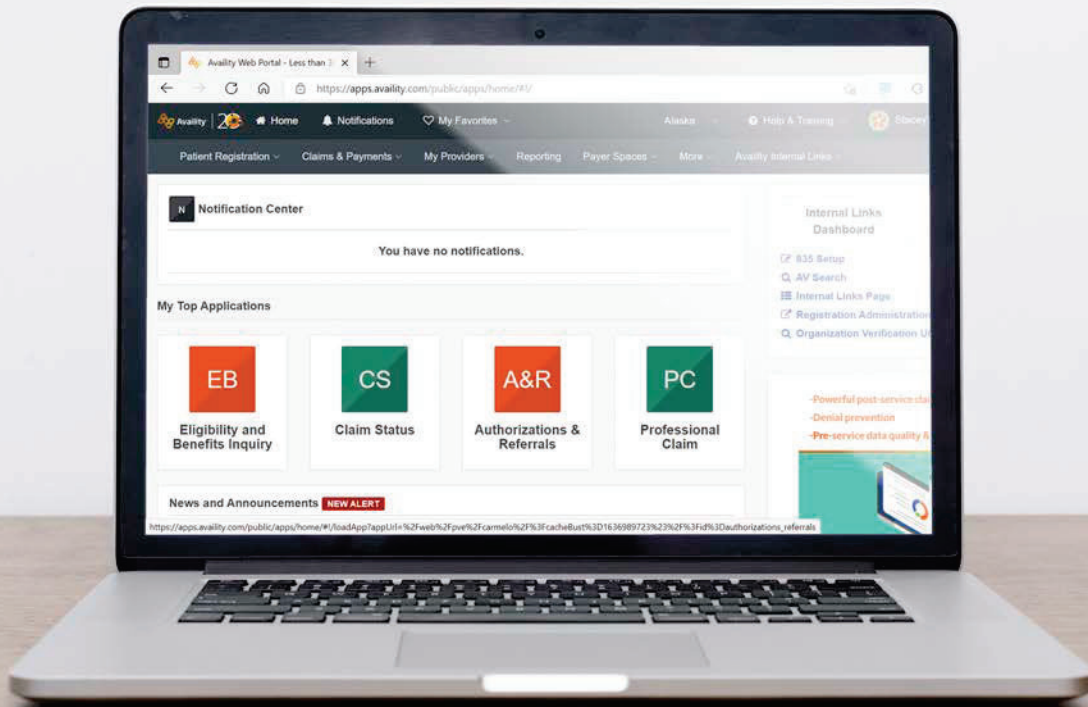 Availity Web Portal - Less than
https://apps.availity.com/public/apps/home/#!/
Availity 20 Home Notifications My Favorites Alaska Help & Training Stacey
Patient Registration Claims & Payments My Providers Reporting Payer Spaces More Availity Internal Links
N Notification Center
You have no notifications.
Internal Links
Dashboard
835 Setup
AV Search
Internal Links Page
Registration Administration
Organization Verification
My Top Applications
EB
Eligibility and
Benefits Inquiry
CS
Claim Status
A&R
Authorizations &
Referrals
PC
Professional
Claim
-Powerful post-service
-Denial prevention
-Pre-service data quality &
News and Announcements NEW ALERT
https://apps.availity.com/public/apps/home/#!/loadApp?appUrl=%2Fweb%2Fpve%2Fcarmelo%2F%3FcacheBust%3D1636989723%23%2F%3Fid%3Dauthorizations_referrals